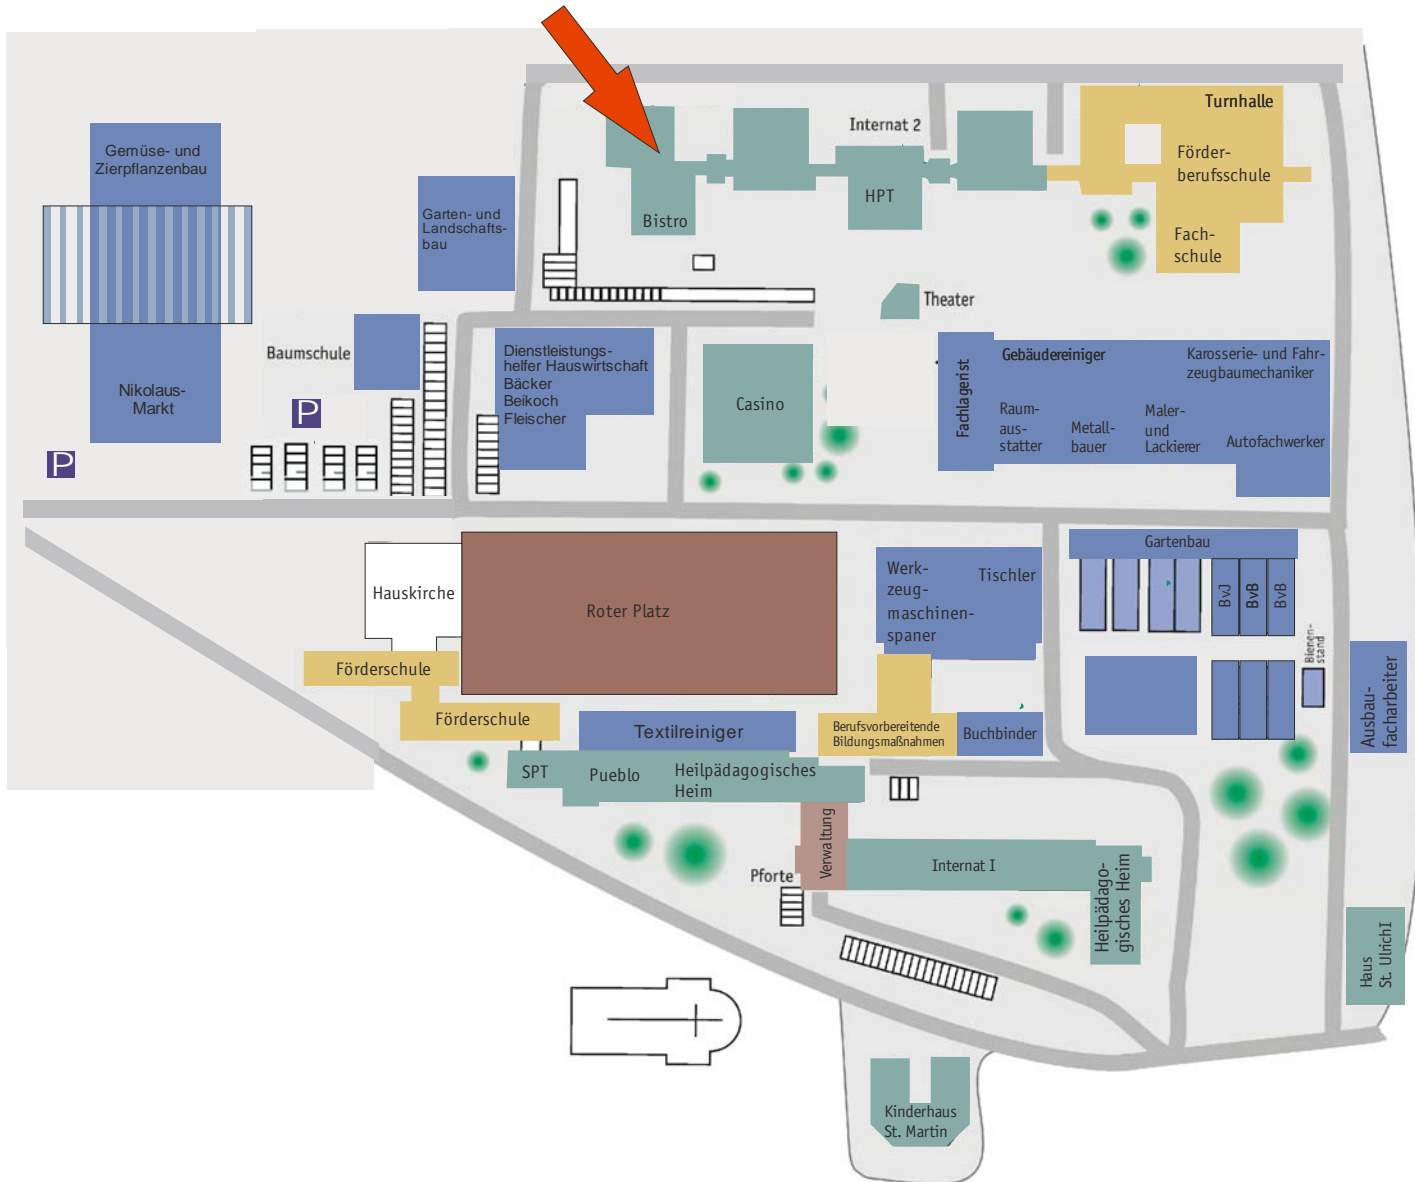 Turnhalle
Internat 2
Förder-
berufsschule
Gemüse- und
Zierpflanzenbau
HPT
Bistro
Garten- und
Landschafts-
bau
Fach-
schule
Theater
Baumschule
Dienstleistungs-
helfer Hauswirtschaft
Bäcker
Beikoch
Fleischer
Casino
Fachlagerist
Gebäudereiniger
Karosserie- und Fahr-
zeugbaumechaniker
Raum-
aus-
statter
Metall-
bauer
Maler-
und
Lackierer
Autofachwerker
Nikolaus-
Markt
P
P
Gartenbau
Werk-
zeug-
maschinen-
spaner
Tischler
BvJ
BvB
BvB
Hauskirche
Roter Platz
Bienen-
stand
Förderschule
Förderschule
Ausbau-
facharbeiter
Textilreiniger
Berufsvorbereitende
Bildungsmaßnahmen
Buchbinder
SPT
Pueblo
Heilpädagogisches
Heim
Verwaltung
Pforte
Internat I
Heilpädago-
gisches Heim
Haus
St. UlrichI
Kinderhaus
St. Martin